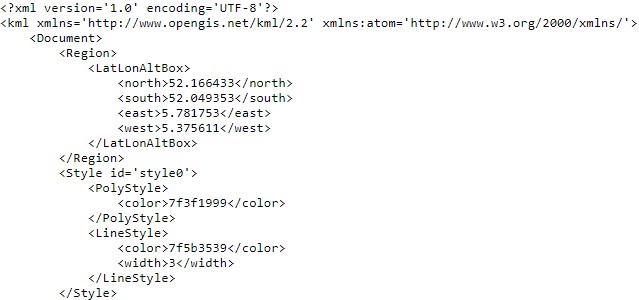 <?xml version='1.0' encoding='UTF-8'?>
<kml xmlns='http://www.opengis.net/kml/2.2' xmlns:atom='http://www.w3.org/2000/xmlns/'>
    <Document>
        <Region>
            <LatLonAltBox>
                <north>52.166433</north>
                <south>52.049353</south>
                <east>5.781753</east>
                <west>5.375611</west>
            </LatLonAltBox>
        </Region>
        <Style id='style0'>
            <PolyStyle>
                <color>7f3f1999</color>
            </PolyStyle>
            <LineStyle>
                <color>7f5b3539</color>
                <width>3</width>
            </LineStyle>
        </Style>